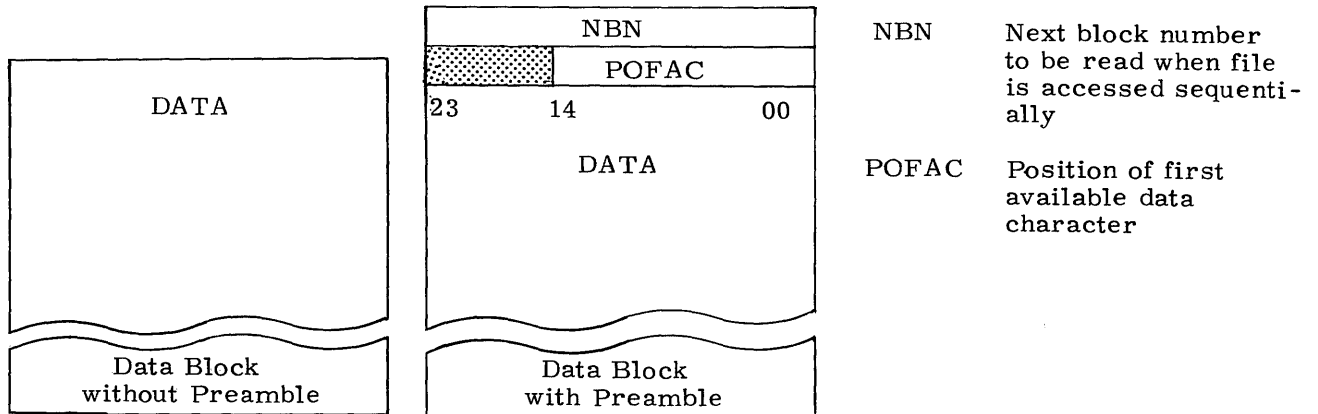 DATA
Data Block
without Preamble
NBN
POFAC
23 14 00
DATA
Data Block
with Preamble
NBN Next block number
to be read when file
is accessed sequenti-
ally
POFAC Position of first
available data
character